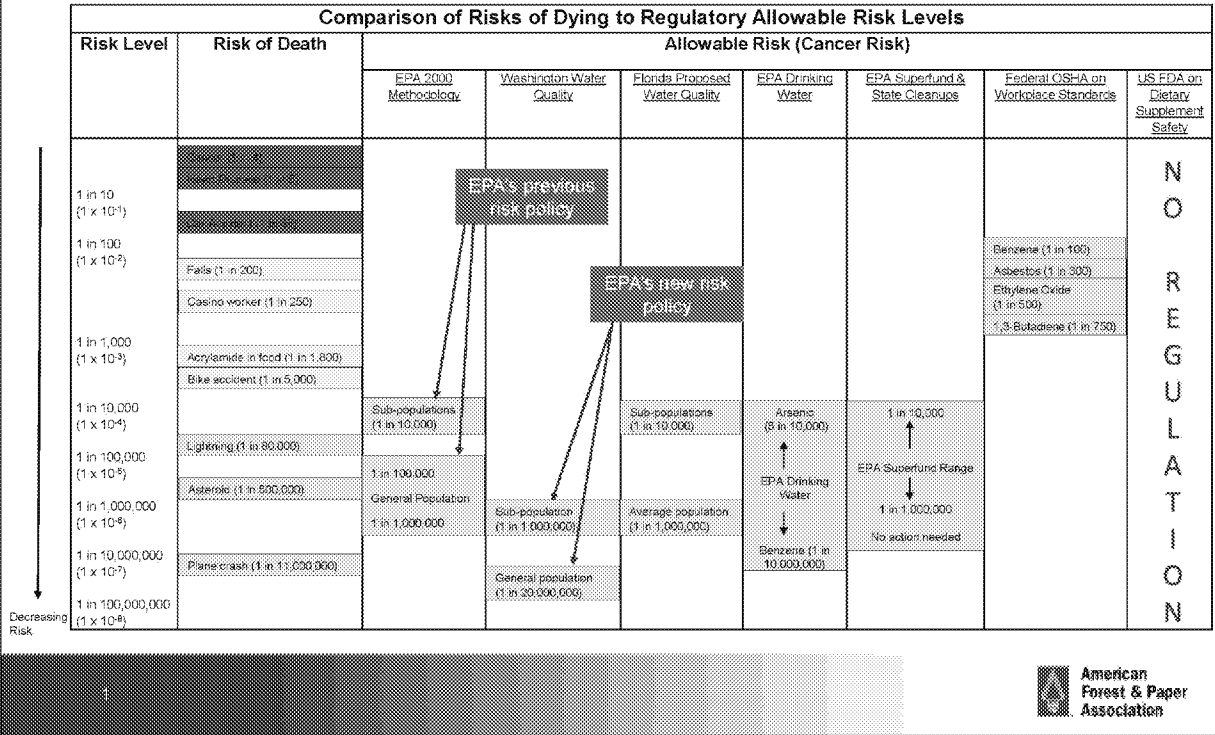 Comparison of Risks of Dying to Regulatory Allowable Risk Levels
Risk Level
Risk of Death
Allowable Risk (Cancer Risk)
EPA 2000
Methodology
Washington Water
Quality
Florida Proposed
Water Quality
EPA Drinking
Water
EPA Superfund &
State Cleanups
Federal OSHA on
Workplace Standards
US FDA on
Dietary
Supplement
Safety
1 in 10
(1 x 10-1)
1 in 100
(1 x 10-2)
1 in 1,000
(1 x 10-3)
1 in 10,000
(1 x 10-4)
1 in 100,000
(1 x 10-5)
1 in 1,000,000
(1 x 10-6)
1 in 10,000,000
(1 x 10-7)
1 in 100,000,000
(1 x 10-8)
Decreasing
Risk
Falls (1 in 200)
Casino worker (1 in 250)
Acrylamide in food (1 in 1,800)
Bike accident (1 in 5,000)
Lightning (1 in 80,000)
Asteroid (1 in 500,000)
Plane crash (1 in 11,000,000)
EPA's previous
risk policy
EPA's new risk
policy
Sub-populations
(1 in 10,000)
1 in 100,000
General Population
1 in 1,000,000
Sub-population
(1 in 1,000,000)
General population
(1 in 20,000,000)
Sub-populations
(1 in 10,000)
Average population
(1 in 1,000,000)
Arsenic
(6 in 10,000)
EPA Drinking
Water
Benzene (1 in
10,000,000)
1 in 10,000
EPA Superfund Range
1 in 1,000,000
No action needed
Benzene (1 in 100)
Asbestos (1 in 300)
Ethylene Oxide
(1 in 500)
1,3-Butadiene (1 in 750)
N
O
R
E
G
U
L
A
T
I
O
N
1
American
Forest & Paper
Association